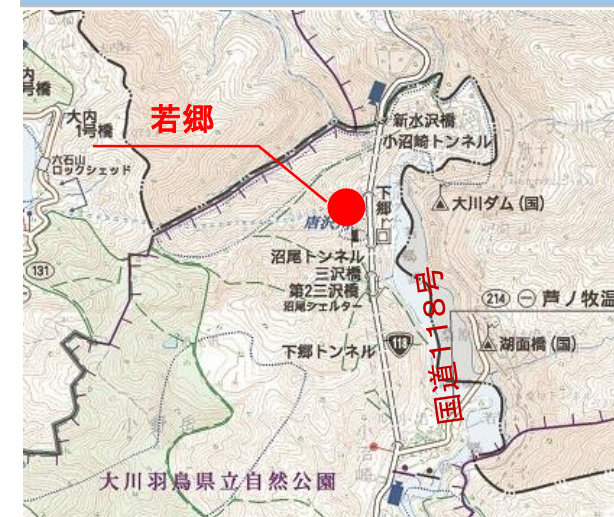 内
号橋
大内
1号橋
六石山
ロックシェッド
若郷
新水沢橋
小沼崎トンネル
下郷
大川ダム(国)
唐沢
沼尾トンネル
三沢橋
第2三沢橋
沼尾シェルター
131
118
国道118号
214 芦ノ牧温
下郷トンネル
湖面橋(国)
大川羽鳥県立自然公園